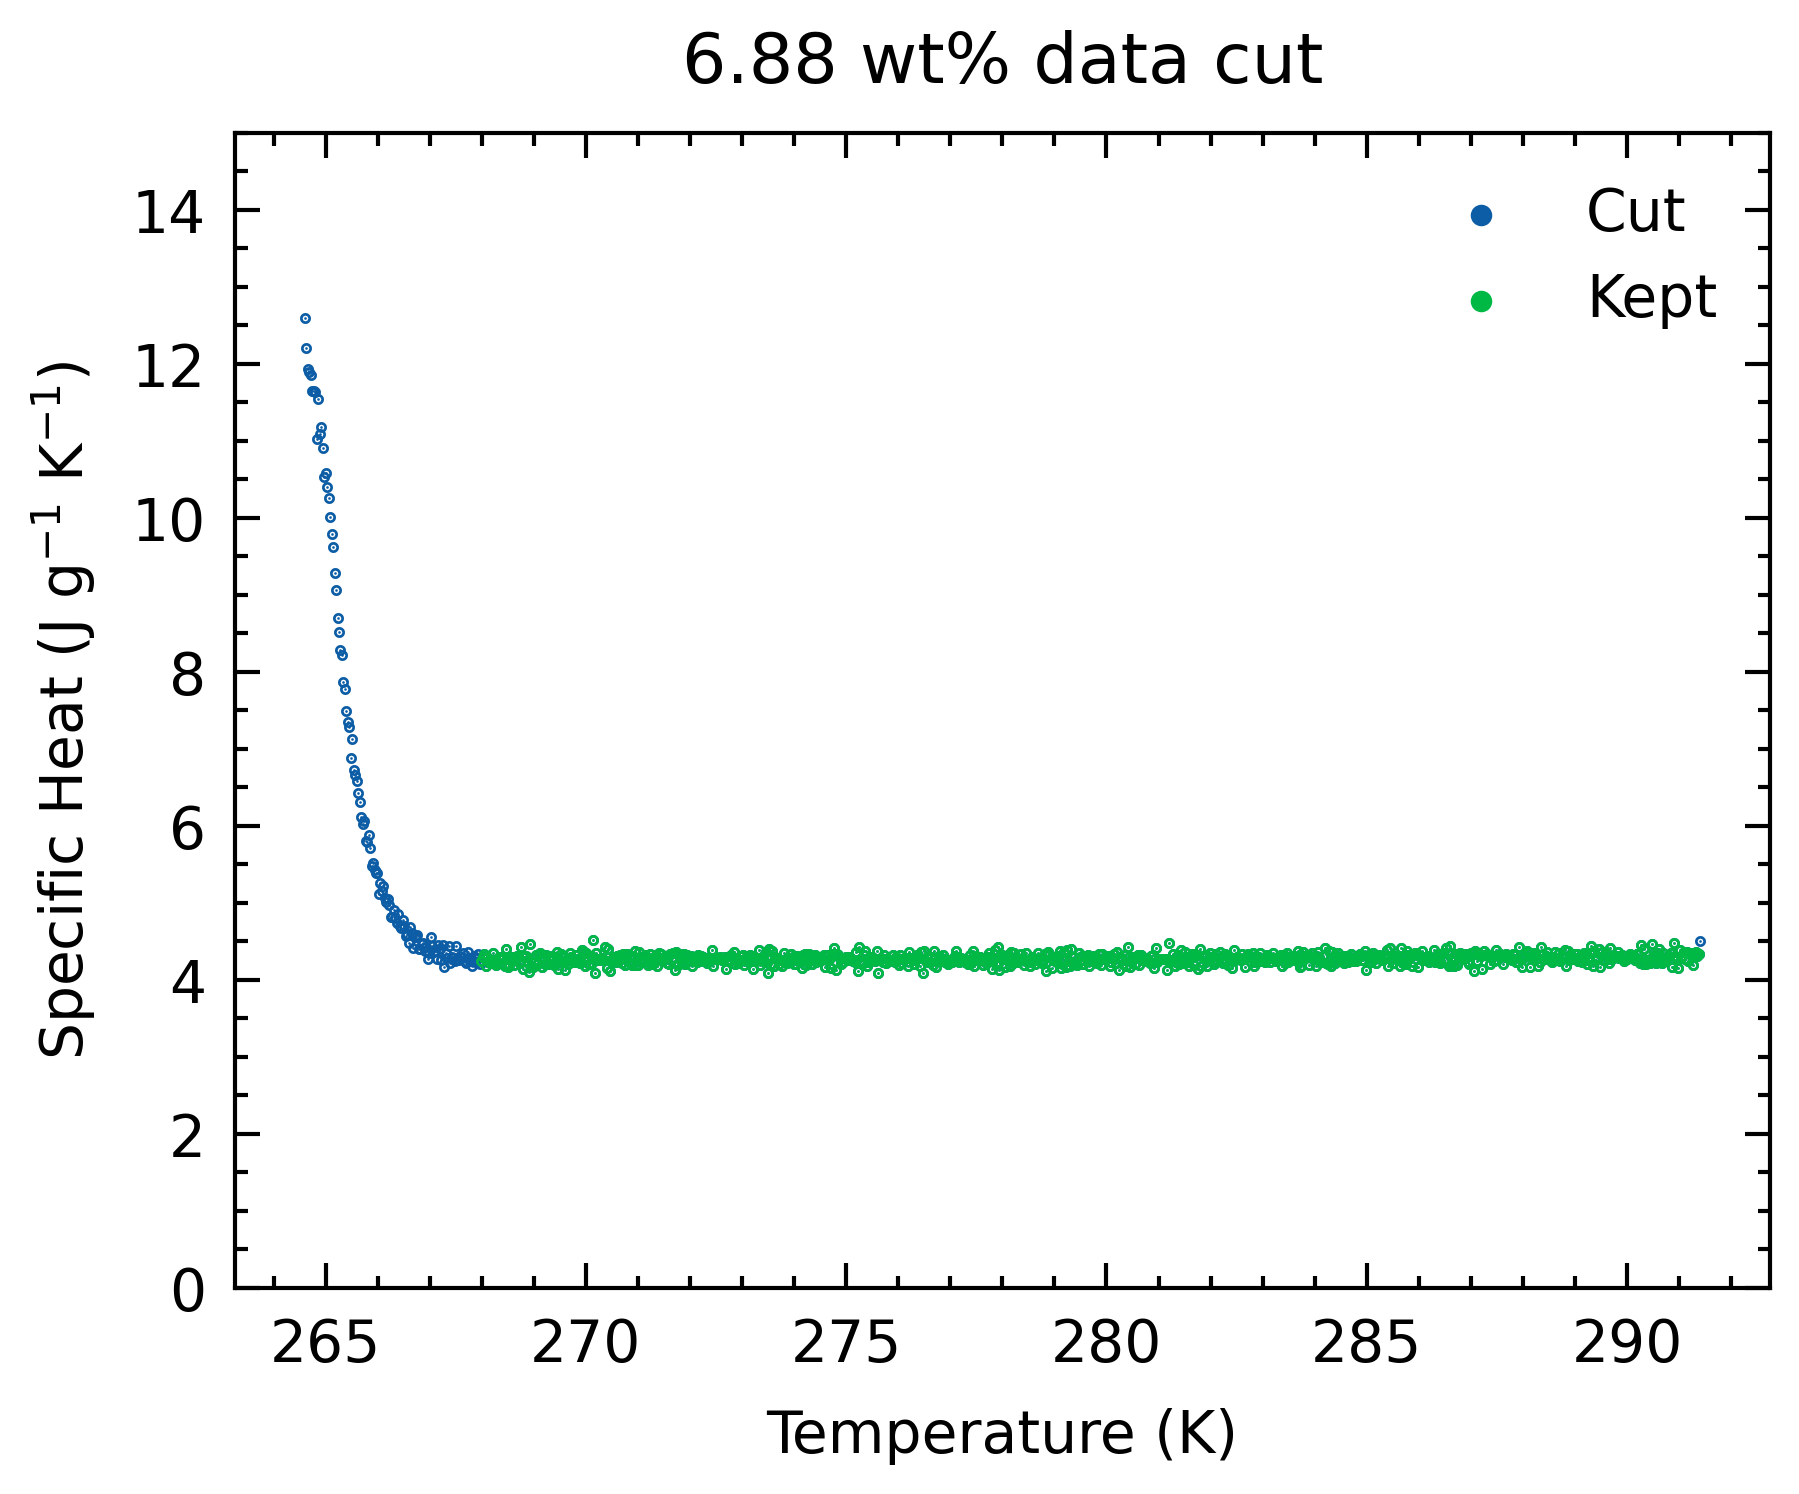 6.88 wt% data cut
Cut
Kept
14
12
10
8
6
4
2
0
Specific Heat (J g⁻¹ K⁻¹)
265 270 275 280 285 290
Temperature (K)